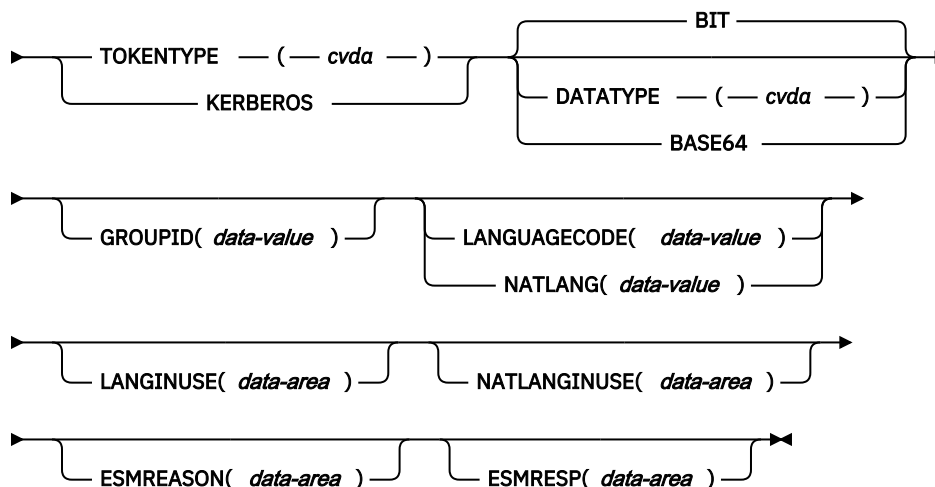 BIT
TOKENTYPE ( cvda )
KERBEROS
DATATYPE ( cvda )
BASE64
GROUPID( data-value )
LANGUAGECODE( data-value )
NATLANG( data-value )
LANGINUSE( data-area )
NATLANGINUSE( data-area )
ESMREASON( data-area )
ESMRESP( data-area )